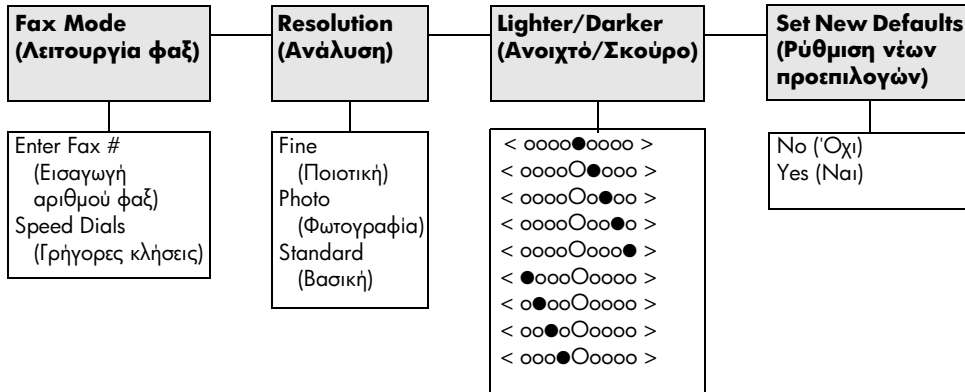 Fax Mode
(Λειτουργία φαξ)
Resolution
(Ανάλυση)
Lighter/Darker
(Ανοιχτό/Σκούρο)
Set New Defaults
(Ρύθμιση νέων
προεπιλογών)
Enter Fax #
(Εισαγωγή
αριθμού φαξ)
Speed Dials
(Γρήγορες κλήσεις)
Fine
(Ποιοτική)
Photo
(Φωτογραφία)
Standard
(Βασική)
< oooo●oooo >
< ooooO●ooo >
< ooooOo●oo >
< ooooOoo●o >
< ooooOooo● >
< ●oooOoooo >
< o●ooOoooo >
< oo●oOoooo >
< ooo●Ooooo >
No (Όχι)
Yes (Ναι)